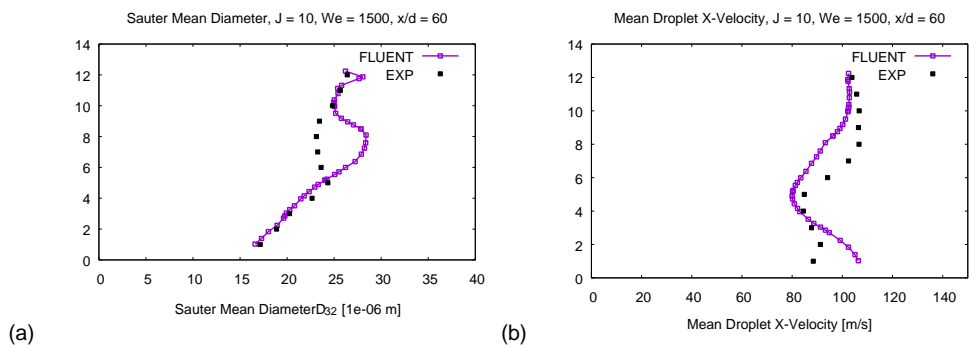 Sauter Mean Diameter, J = 10, We = 1500, x/d = 60
14
12
10
8
6
4
2
0
0 5 10 15 20 25 30 35 40
FLUENT
EXP
Sauter Mean DiameterD32 [1e-06 m]
(a)
Mean Droplet X-Velocity, J = 10, We = 1500, x/d = 60
14
12
10
8
6
4
2
0
0 20 40 60 80 100 120 140
FLUENT
EXP
Mean Droplet X-Velocity [m/s]
(b)